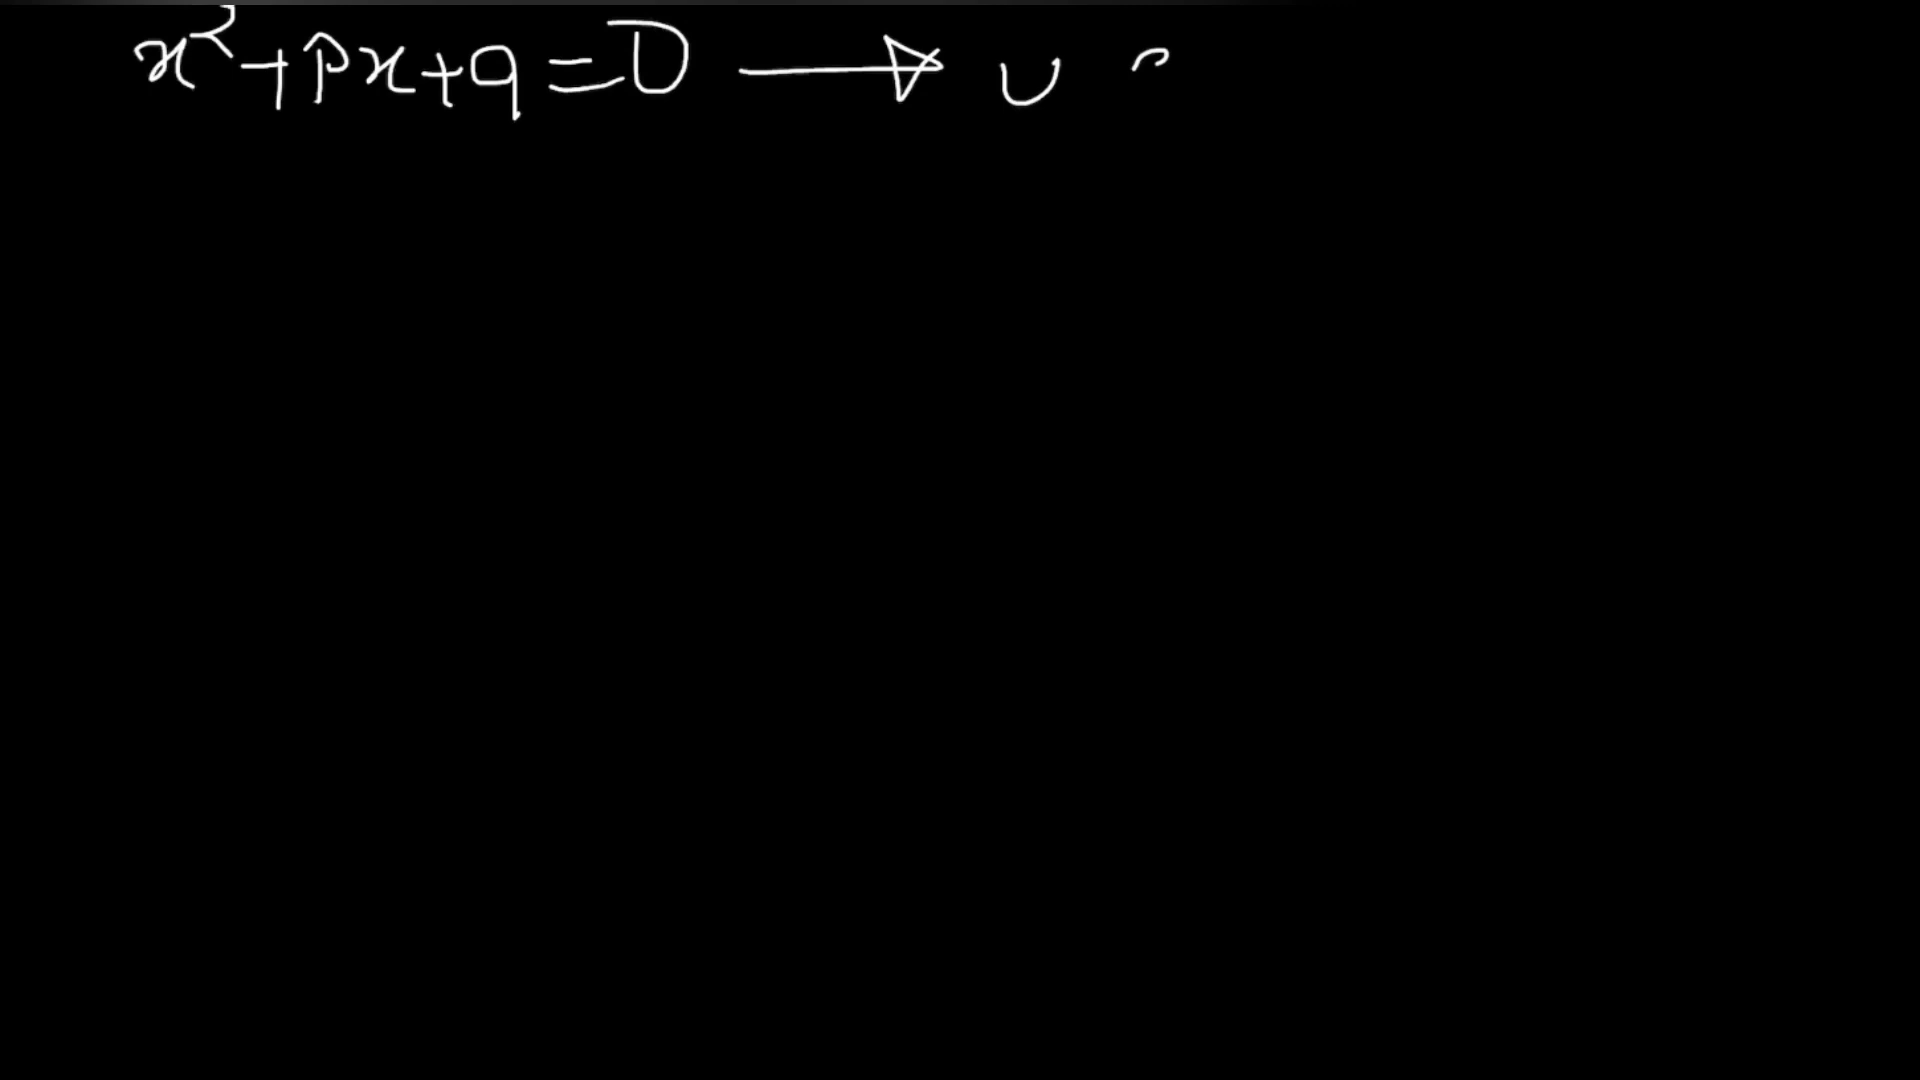 x²+px+q=0 → ∪